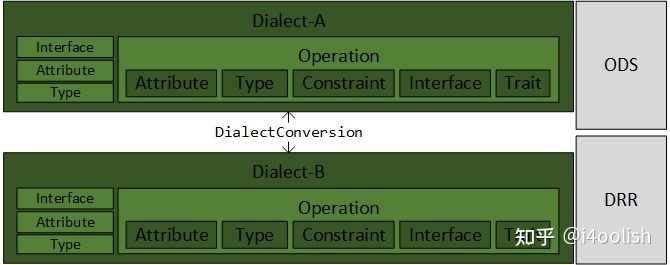 Dialect-A
Interface
Attribute
Type
Operation
Attribute Type Constraint Interface Trait
ODS
DialectConversion
Dialect-B
Interface
Attribute
Type
Operation
Attribute Type Constraint Interface
DRR
知乎 @i4oolish